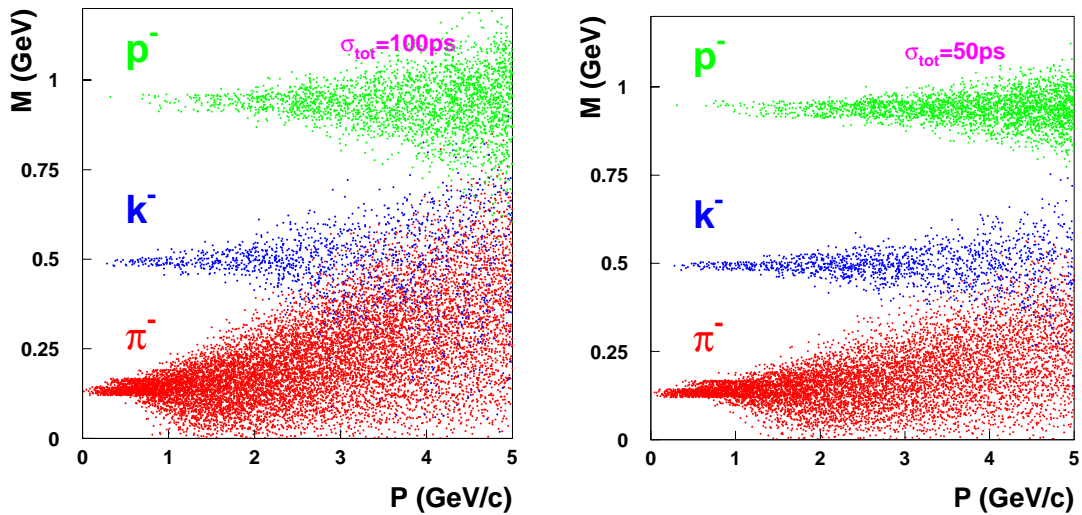 M (GeV)
p⁻
σtot=100ps
k⁻
π⁻
1
0.75
0.5
0.25
0
0 1 2 3 4 5
P (GeV/c)
M (GeV)
p⁻
σtot=50ps
k⁻
π⁻
1
0.75
0.5
0.25
0
0 1 2 3 4 5
P (GeV/c)